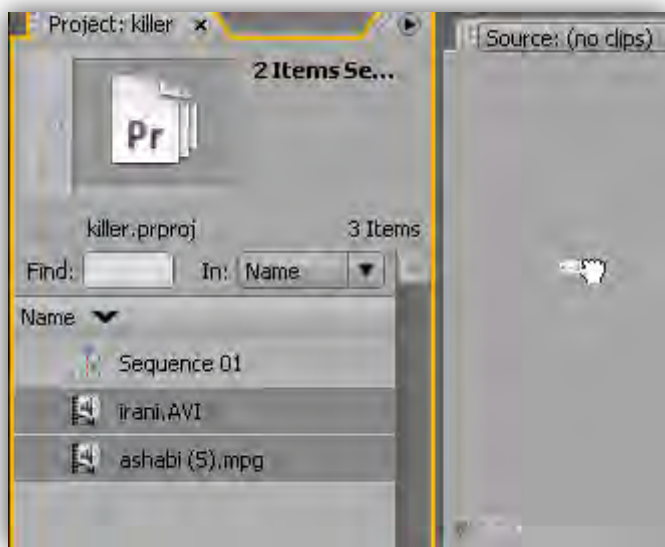 Project: killer x
Source: (no clips)
2 Items Se...
Pr
killer.prproj 3 Items
Find: In: Name
Name
Sequence 01
irani.AVI
ashabi (5).mpg